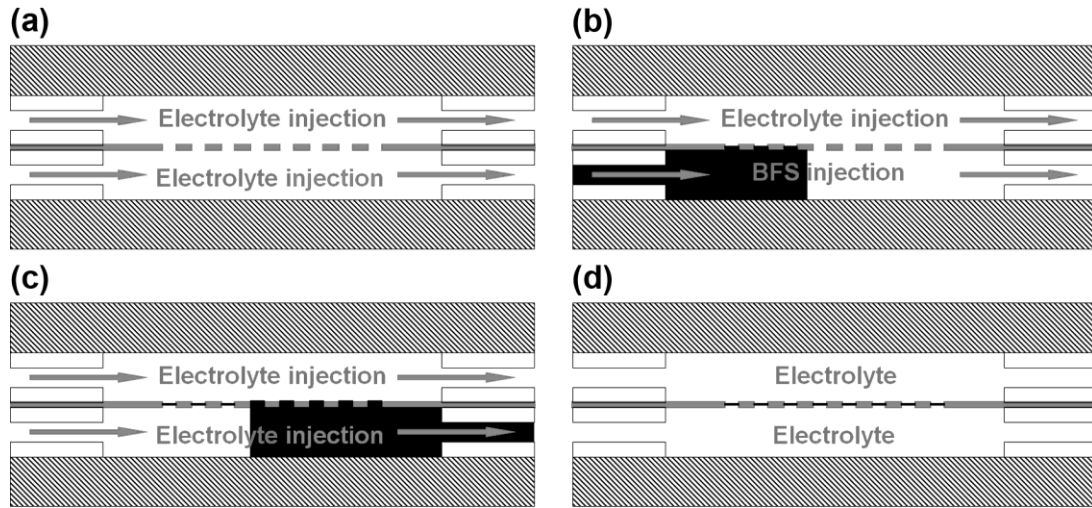 (a)
Electrolyte injection
Electrolyte injection
(b)
Electrolyte injection
BFS injection
(c)
Electrolyte injection
Electrolyte injection
(d)
Electrolyte
Electrolyte